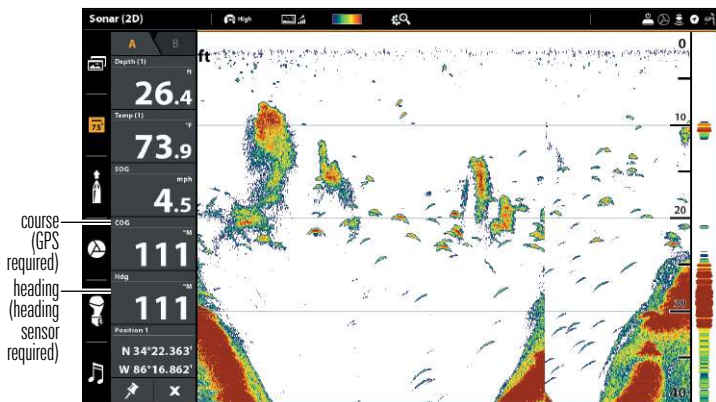 Sonar (2D)
High
A B
Depth (1)
ft
26.4
Temp (1)
°F
73.9
SOG
mph
4.5
COG
°M
111
Hdg
°M
111
Position 1
N 34°22.363'
W 86°16.862'
X
75°
course
(GPS
required)
heading
(heading
sensor
required)
ft
0
10
20
30
40
GPS